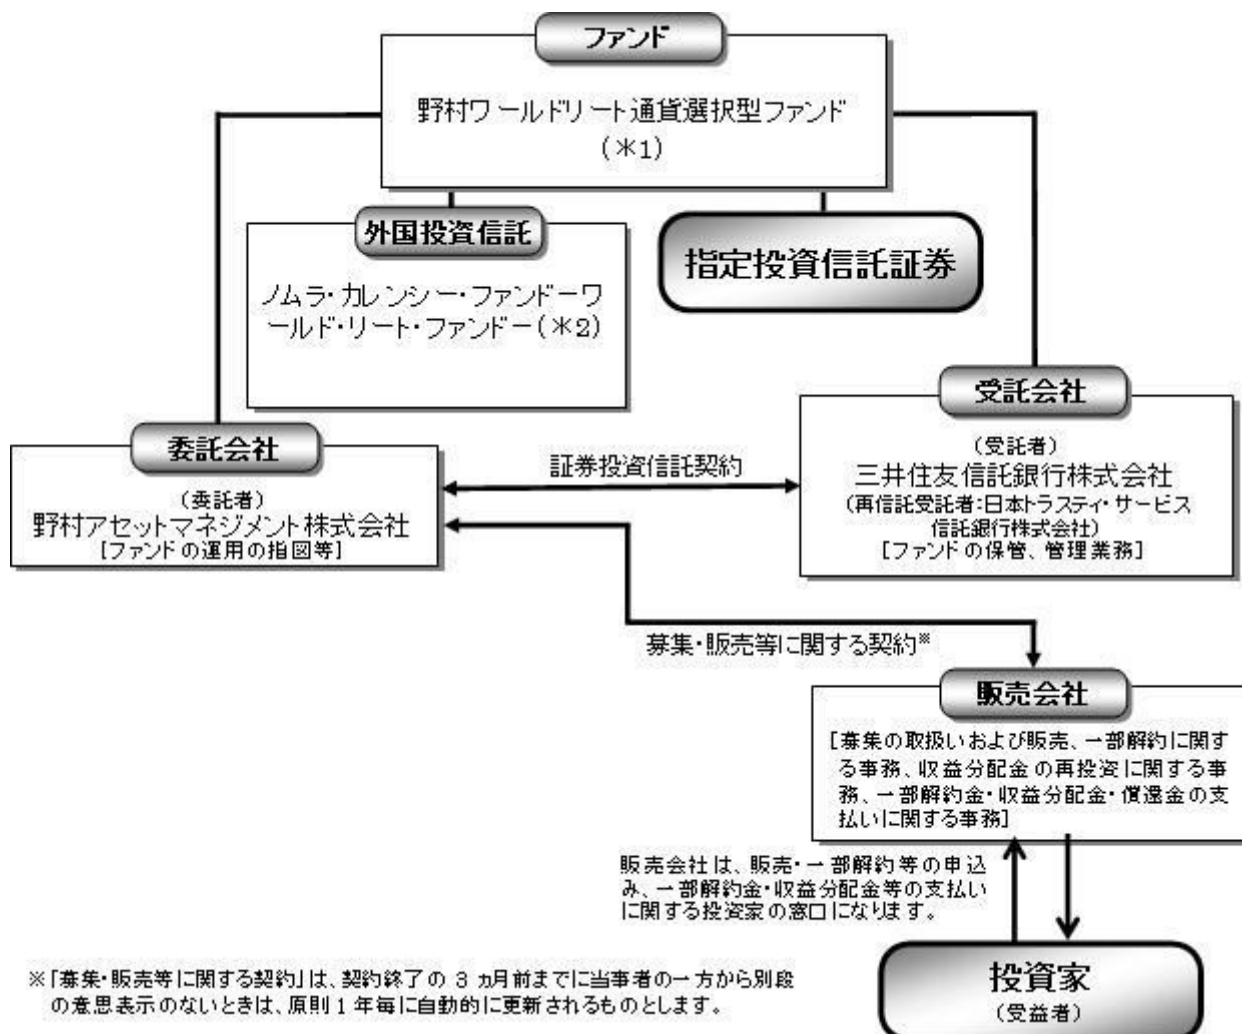 ファンド
野村ワールドリート通貨選択型ファンド
(＊1)
外国投資信託
ノムラ・カレンシー・ファンドーワ
ールド・リート・ファンドー(＊2)
指定投資信託証券
受託会社
(受託者)
三井住友信託銀行株式会社
(再信託受託者:日本トラスティ・サービス
信託銀行株式会社)
[ファンドの保管、管理業務]
委託会社
(委託者)
野村アセットマネジメント株式会社
[ファンドの運用の指図等]
証券投資信託契約
募集・販売等に関する契約※
販売会社
[募集の取扱いおよび販売、一部解約に関す
る事務、収益分配金の再投資に関する事
務、一部解約金・収益分配金・償還金の支
払いに関する事務]
販売会社は、販売・一部解約等の申込
み、一部解約金・収益分配金等の支払い
に関する投資家の窓口になります。
投資家
(受益者)
※「募集・販売等に関する契約」は、契約終了の 3 ヵ月前までに当事者の一方から別段
の意思表示のないときは、原則 1 年毎に自動的に更新されるものとします。